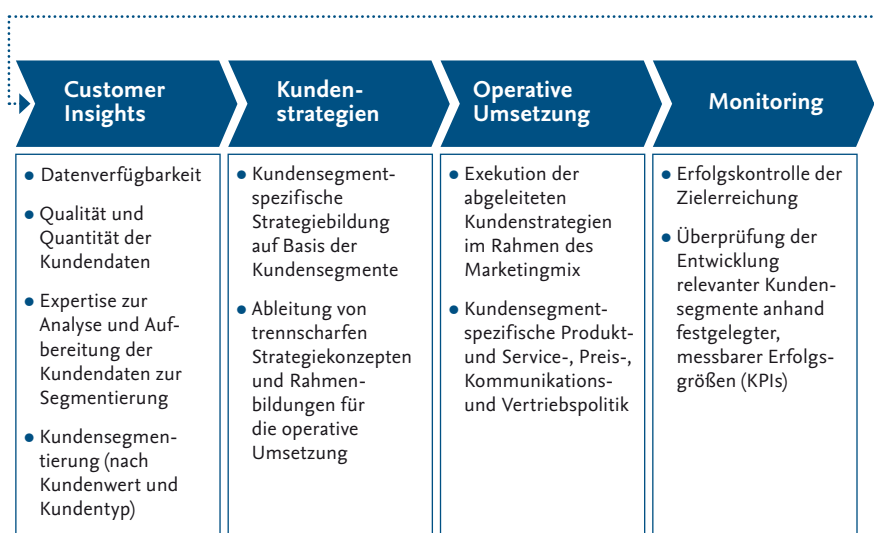 Customer
Insights
Kunden-
strategien
Operative
Umsetzung
Monitoring
• Datenverfügbarkeit
• Qualität und
Quantität der
Kundendaten
• Expertise zur
Analyse und Auf-
bereitung der
Kundendaten zur
Segmentierung
• Kundensegmen-
tierung (nach
Kundenwert und
Kundentyp)
• Kundensegment-
spezifische
Strategiebildung
auf Basis der
Kundensegmente
• Ableitung von
trennscharfen
Strategiekonzepten
und Rahmen-
bildungen für
die operative
Umsetzung
• Exekution der
abgeleiteten
Kundenstrategien
im Rahmen des
Marketingmix
• Kundensegment-
spezifische Produkt-
und Service-, Preis-,
Kommunikations-
und Vertriebspolitik
• Erfolgskontrolle der
Zielerreichung
• Überprüfung der
Entwicklung
relevanter Kunden-
segmente anhand
festgelegter,
messbarer Erfolgs-
größen (KPIs)